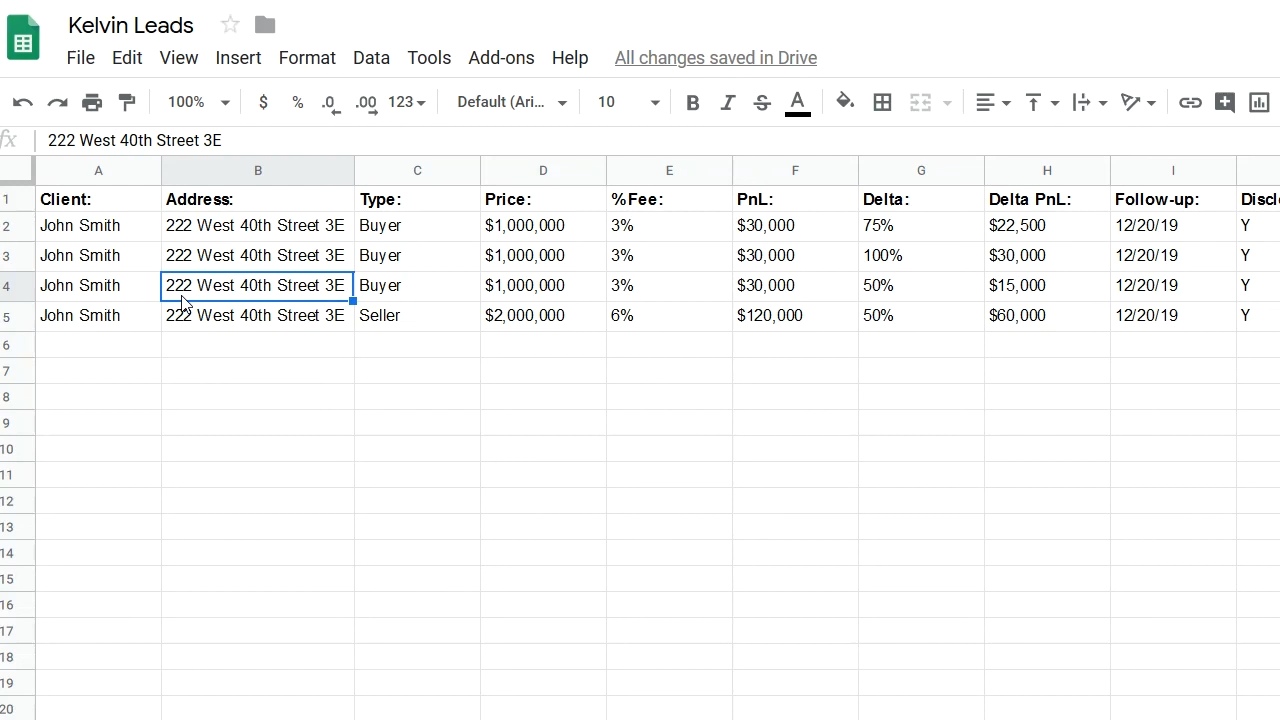 Kelvin Leads
File Edit View Insert Format Data Tools Add-ons Help All changes saved in Drive
100% $ % .0 .00 123 Default (Ari... 10 B I S A
fx 222 West 40th Street 3E
A B C D E F G H I
1 Client: Address: Type: Price: %Fee: PnL: Delta: Delta PnL: Follow-up: Discl
2 John Smith 222 West 40th Street 3E Buyer $1,000,000 3% $30,000 75% $22,500 12/20/19 Y
3 John Smith 222 West 40th Street 3E Buyer $1,000,000 3% $30,000 100% $30,000 12/20/19 Y
4 John Smith 222 West 40th Street 3E Buyer $1,000,000 3% $30,000 50% $15,000 12/20/19 Y
5 John Smith 222 West 40th Street 3E Seller $2,000,000 6% $120,000 50% $60,000 12/20/19 Y
6
7
8
9
10
11
12
13
14
15
16
17
18
19
20